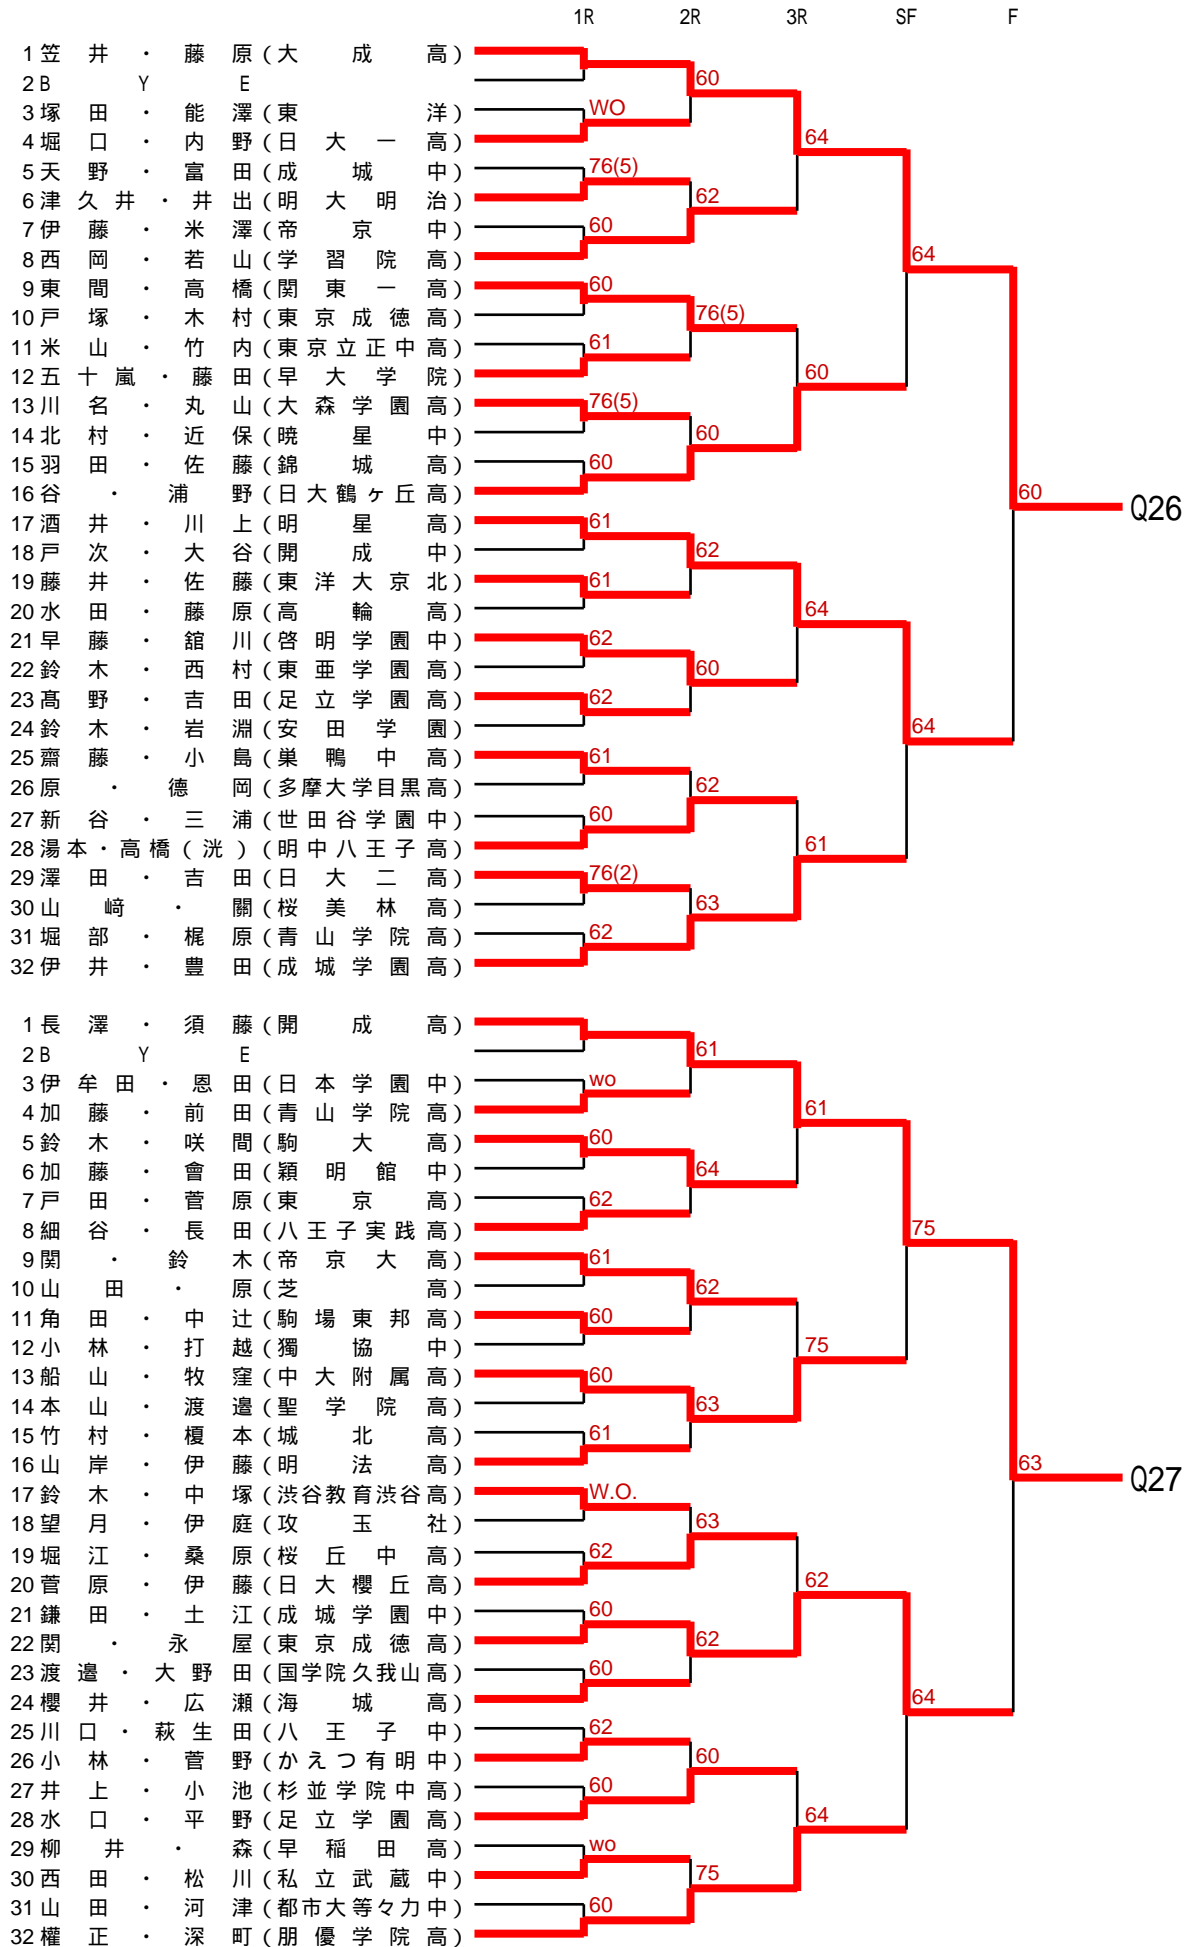 1R 2R 3R SF F
1 笠井・藤原(大成高)
2 BYE
60
3 塚田・能澤(東洋) WO
4 堀口・内野(日大一高)
64
5 天野・富田(成城中) 76(5)
6 津久井・井出(明大明治)
62
7 伊藤・米澤(帝京中) 60
8 西岡・若山(学習院高)
64
9 東間・高橋(関東一高) 60
10 戸塚・木村(東京成徳高)
76(5)
11 米山・竹内(東京立正中高) 61
12 五十嵐・藤田(早大学院)
60
13 川名・丸山(大森学園高) 76(5)
14 北村・近保(暁星中)
60
15 羽田・佐藤(錦城高) 60
16 谷・浦野(日大鶴ヶ丘高)
60 Q26
17 酒井・川上(明星高) 61
18 戸次・大谷(開成中)
62
19 藤井・佐藤(東洋大京北) 61
20 水田・藤原(高輪高)
64
21 早藤・舘川(啓明学園中) 62
22 鈴木・西村(東亜学園高)
60
23 髙野・吉田(足立学園高) 62
24 鈴木・岩淵(安田学園)
64
25 齋藤・小島(巣鴨中高) 61
26 原・德岡(多摩大学目黒高)
62
27 新谷・三浦(世田谷学園中) 60
28 湯本・高橋(洸)(明中八王子高)
61
29 澤田・吉田(日大二高) 76(2)
30 山﨑・關(桜美林高)
63
31 堀部・梶原(青山学院高) 62
32 伊井・豊田(成城学園高)
1 長澤・須藤(開成高)
2 BYE
61
3 伊牟田・恩田(日本学園中) wo
4 加藤・前田(青山学院高)
61
5 鈴木・咲間(駒大高) 60
6 加藤・會田(穎明館中)
64
7 戸田・菅原(東京高) 62
8 細谷・長田(八王子実践高)
75
9 関・鈴木(帝京大高) 61
10 山田・原(芝高)
62
11 角田・中辻(駒場東邦高) 60
12 小林・打越(獨協中)
75
13 船山・牧窪(中大附属高) 60
14 本山・渡邉(聖学院高)
63
15 竹村・榎本(城北高) 61
16 山岸・伊藤(明法高)
63 Q27
17 鈴木・中塚(渋谷教育渋谷高) W.O.
18 望月・伊庭(攻玉社)
63
19 堀江・桑原(桜丘中高) 62
20 菅原・伊藤(日大櫻丘高)
62
21 鎌田・土江(成城学園中) 60
22 関・永屋(東京成徳高)
62
23 渡邉・大野田(国学院久我山高) 60
24 櫻井・広瀬(海城高)
64
25 川口・萩生田(八王子中) 62
26 小林・菅野(かえつ有明中)
60
27 井上・小池(杉並学院中高) 60
28 水口・平野(足立学園高)
64
29 柳井・森(早稲田高) wo
30 西田・松川(私立武蔵中)
75
31 山田・河津(都市大等々力中) 60
32 權正・深町(朋優学院高)